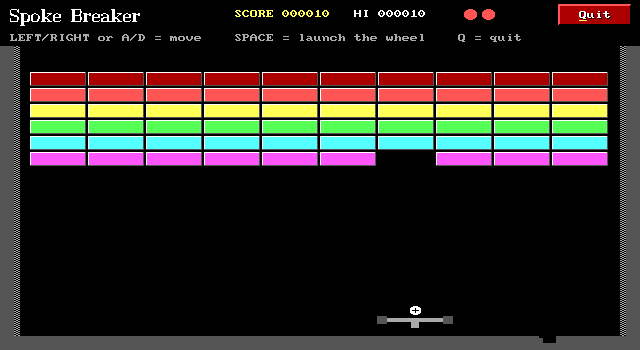 Spoke Breaker SCORE 000010 HI 000010 Quit
LEFT/RIGHT or A/D = move SPACE = launch the wheel Q = quit